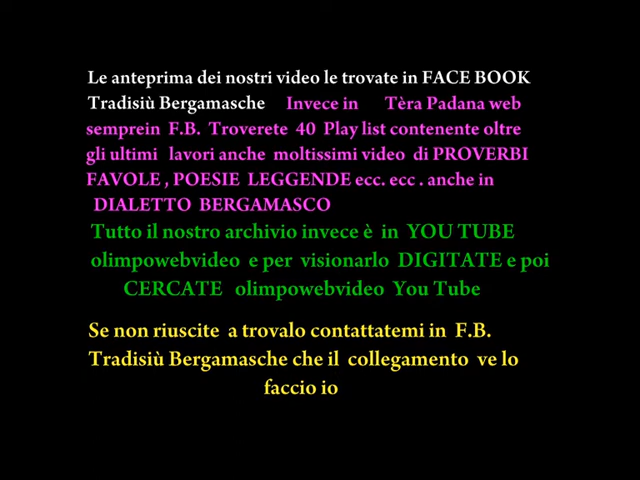 Le anteprima dei nostri video le trovate in FACE BOOK
Tradisiù Bergamasche Invece in Tèra Padana web
semprein F.B. Troverete 40 Play list contenente oltre
gli ultimi lavori anche moltissimi video di PROVERBI
FAVOLE , POESIE LEGGENDE ecc. ecc . anche in
DIALETTO BERGAMASCO
Tutto il nostro archivio invece è in YOU TUBE
olimpowebvideo e per visionarlo DIGITATE e poi
CERCATE olimpowebvideo You Tube
Se non riuscite a trovalo contattatemi in F.B.
Tradisiù Bergamasche che il collegamento ve lo
faccio io